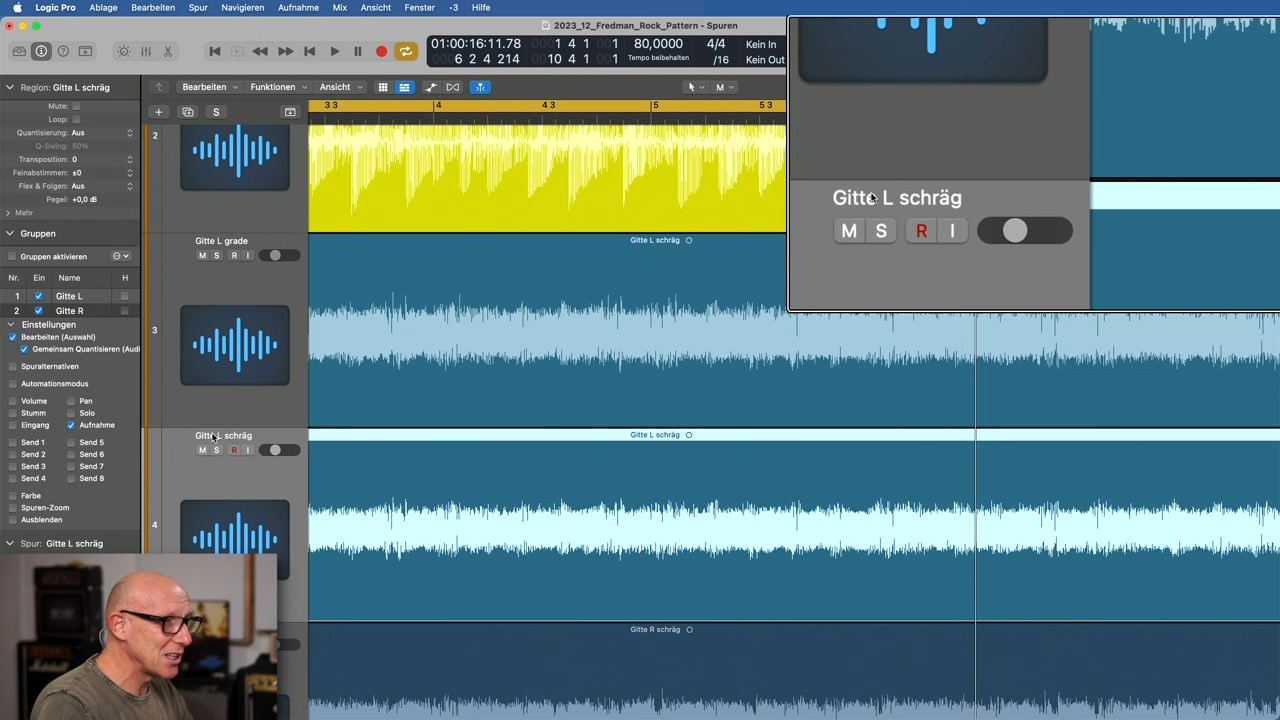 Logic Pro Ablage Bearbeiten Spur Navigieren Aufnahme Mix Ansicht Fenster ⋅3 Hilfe
2023_12_Fredman_Rock_Pattern - Spuren
01:00:16:11.78 0001 4 1 001 80,0000 4/4 Kein In
6 2 4 214 0010 4 1 001 Tempo beibehalten /16 Kein Out
Region: Gitte L schräg
Mute:
Loop:
Quantisierung: Aus
Q-Swing: 50%
Transposition: 0
Feinabstimmen: ±0
Flex & Folgen: Aus
Pegel: +0,0 dB
Mehr
Gruppen
Gruppen aktivieren
Nr. Ein Name H
1 Gitte L
2 Gitte R
Einstellungen
Bearbeiten (Auswahl)
Gemeinsam Quantisieren (Audi
Spuralternativen
Automationsmodus
Volume Pan
Stumm Solo
Eingang Aufnahme
Send 1 Send 5
Send 2 Send 6
Send 3 Send 7
Send 4 Send 8
Farbe
Spuren-Zoom
Ausblenden
Spur: Gitte L schräg
Bearbeiten Funktionen Ansicht M
S
3 3 4 4 3 5 5 3
2
Gitte L grade
M S R I
3
Gitte L schräg
Gitte L schräg
M S R I
4
Gitte L schräg
Gitte R schräg
Gitte L schräg
M S R I